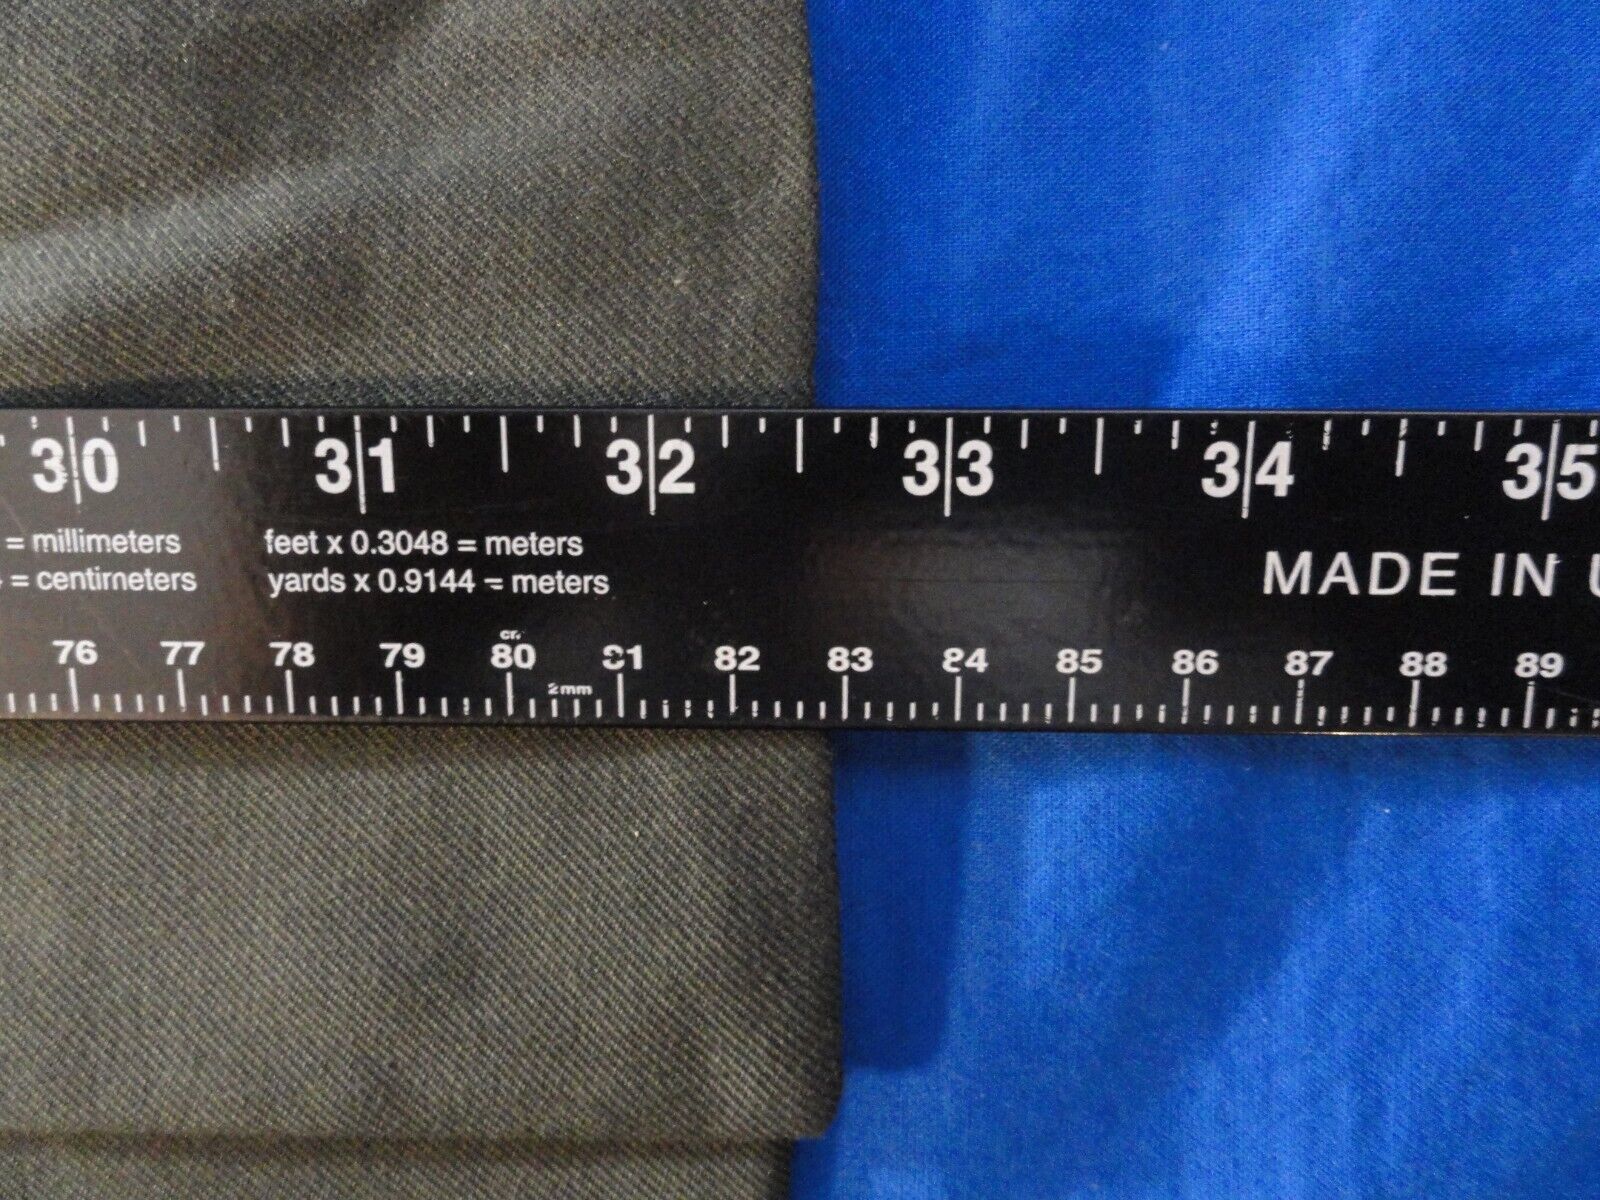 30 31 32 33 34 35
= millimeters feet x 0.3048 = meters
= centimeters yards x 0.9144 = meters
MADE IN
cm
76 77 78 79 80 81 82 83 84 85 86 87 88 89
2mm